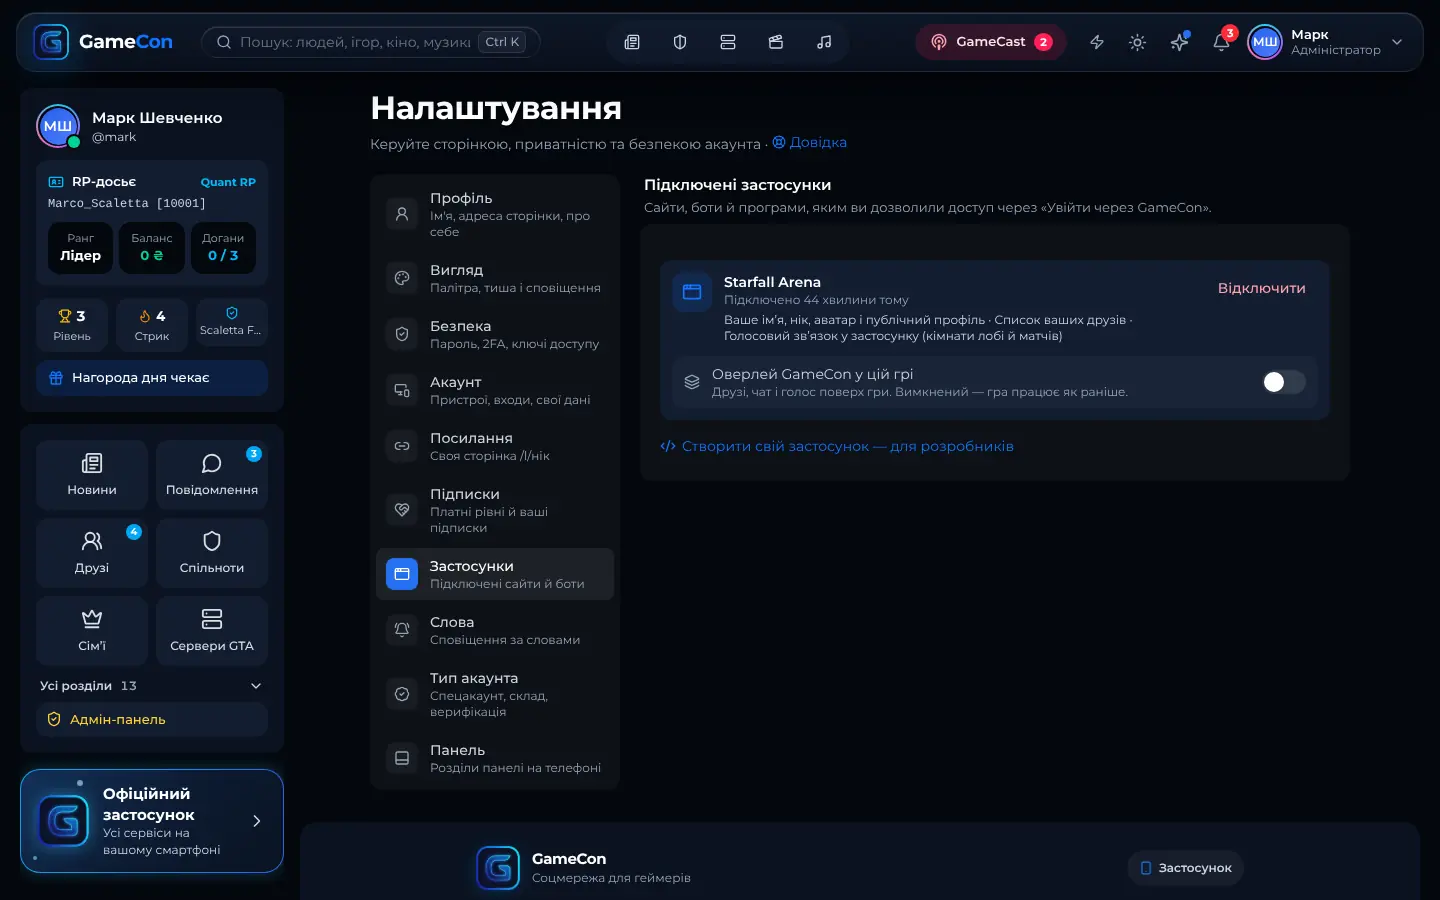 GameCon
Пошук: людей, ігор, кіно, музики
Ctrl K
GameCast 2
3
МШ
Марк
Адміністратор
МШ
Марк Шевченко
@mark
RP-досьє
Quant RP
Marco_Scaletta [10001]
Ранг
Лідер
Баланс
0 ₴
Догани
0 / 3
3
Рівень
4
Стрик
Scaletta F...
Нагорода дня чекає
Новини
3
Повідомлення
4
Друзі
Спільноти
Сім'ї
Сервери GTA
Усі розділи 13
Адмін-панель
Офіційний
застосунок
Усі сервіси на
вашому смартфоні
Налаштування
Керуйте сторінкою, приватністю та безпекою акаунта · Довідка
Профіль
Ім'я, адреса сторінки, про
себе
Вигляд
Палітра, тиша і сповіщення
Безпека
Пароль, 2FA, ключі доступу
Акаунт
Пристрої, входи, свої дані
Посилання
Своя сторінка /l/нік
Підписки
Платні рівні й ваші
підписки
Застосунки
Підключені сайти й боти
Слова
Сповіщення за словами
Тип акаунта
Спецакаунт, склад,
верифікація
Панель
Розділи панелі на телефоні
Підключені застосунки
Сайти, боти й програми, яким ви дозволили доступ через «Увійти через GameCon».
Starfall Arena
Підключено 44 хвилини тому
Ваше ім'я, нік, аватар і публічний профіль · Список ваших друзів ·
Голосовий зв'язок у застосунку (кімнати лобі й матчів)
Відключити
Оверлей GameCon у цій грі
Друзі, чат і голос поверх гри. Вимкнений — гра працює як раніше.
Створити свій застосунок — для розробників
GameCon
Соцмережа для геймерів
Застосунок